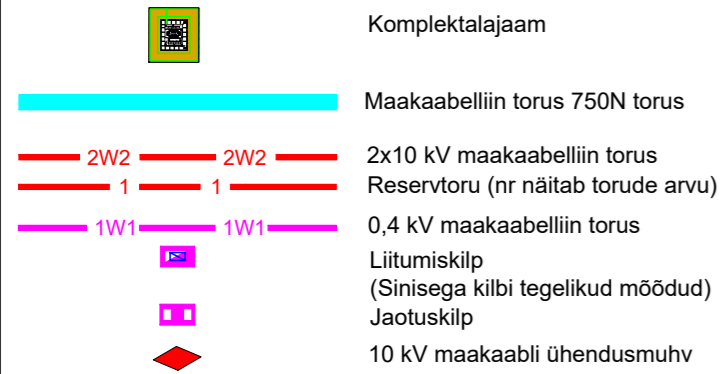 Komplektalajaam
Maakaabelliin torus 750N torus
2W2 2W2 2x10 kV maakaabelliin torus
1 1 Reservtoru (nr näitab torude arvu)
1W1 1W1 0,4 kV maakaabelliin torus
Liitumiskilp
(Sinisega kilbi tegelikud mõõdud)
Jaotuskilp
10 kV maakaabli ühendusmuhv